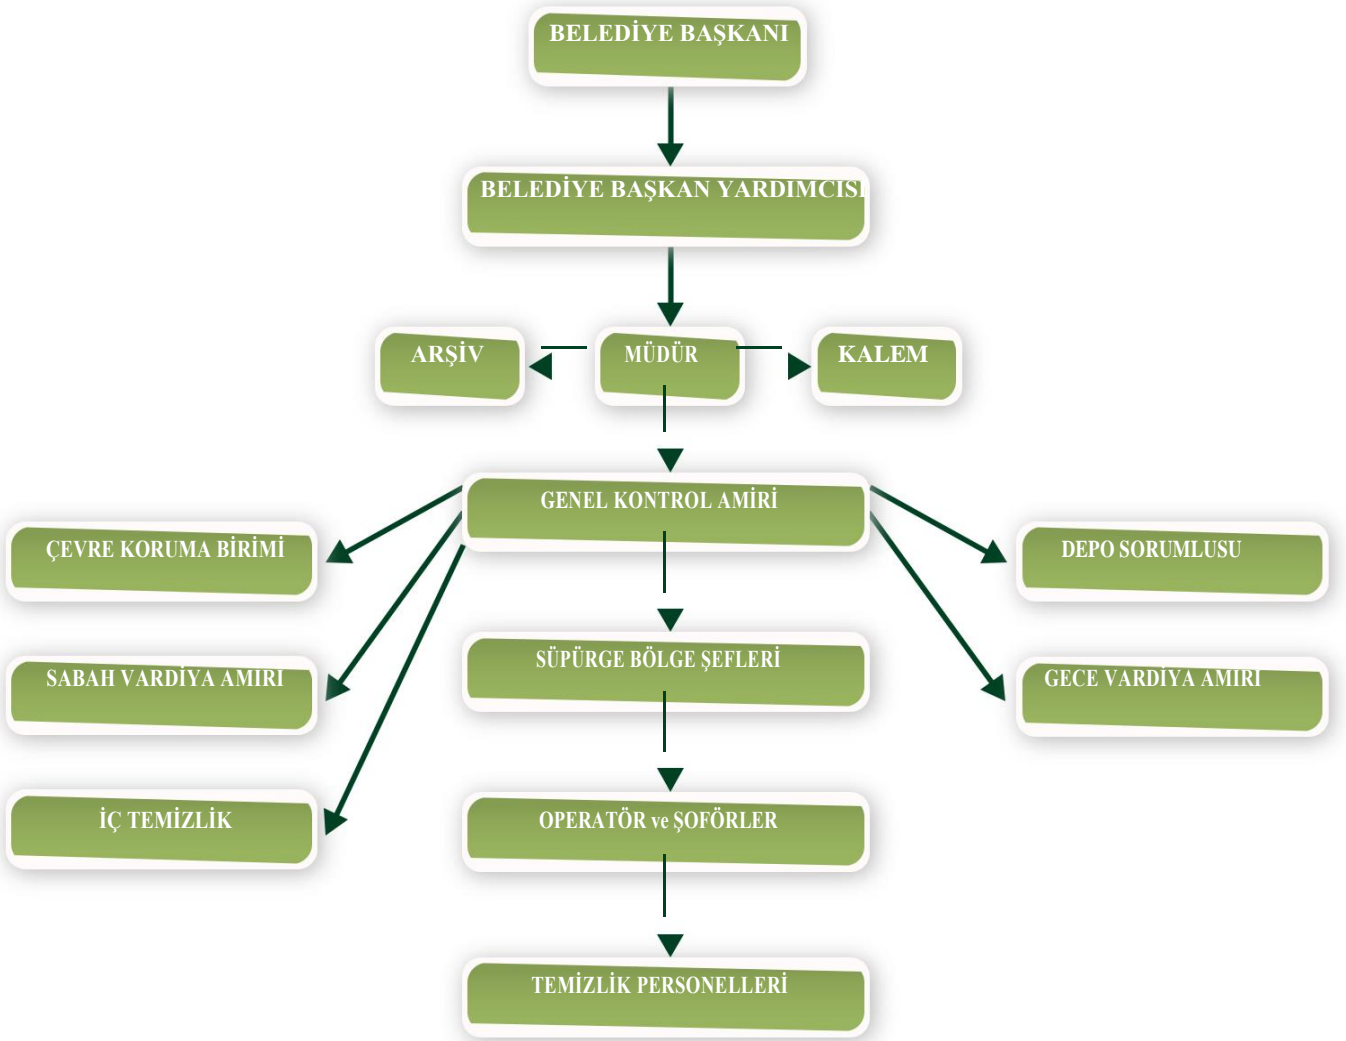 BELEDİYE BAŞKANI
BELEDİYE BAŞKAN YARDIMCISI
ARŞİV
MÜDÜR
KALEM
GENEL KONTROL AMİRİ
ÇEVRE KORUMA BİRİMİ
DEPO SORUMLUSU
SÜPÜRGE BÖLGE ŞEFLERİ
SABAH VARDİYA AMIRI
GECE VARDİYA AMIRI
İÇ TEMİZLİK
OPERATÖR ve ŞOFÖRLER
TEMİZLİK PERSONELLERİ